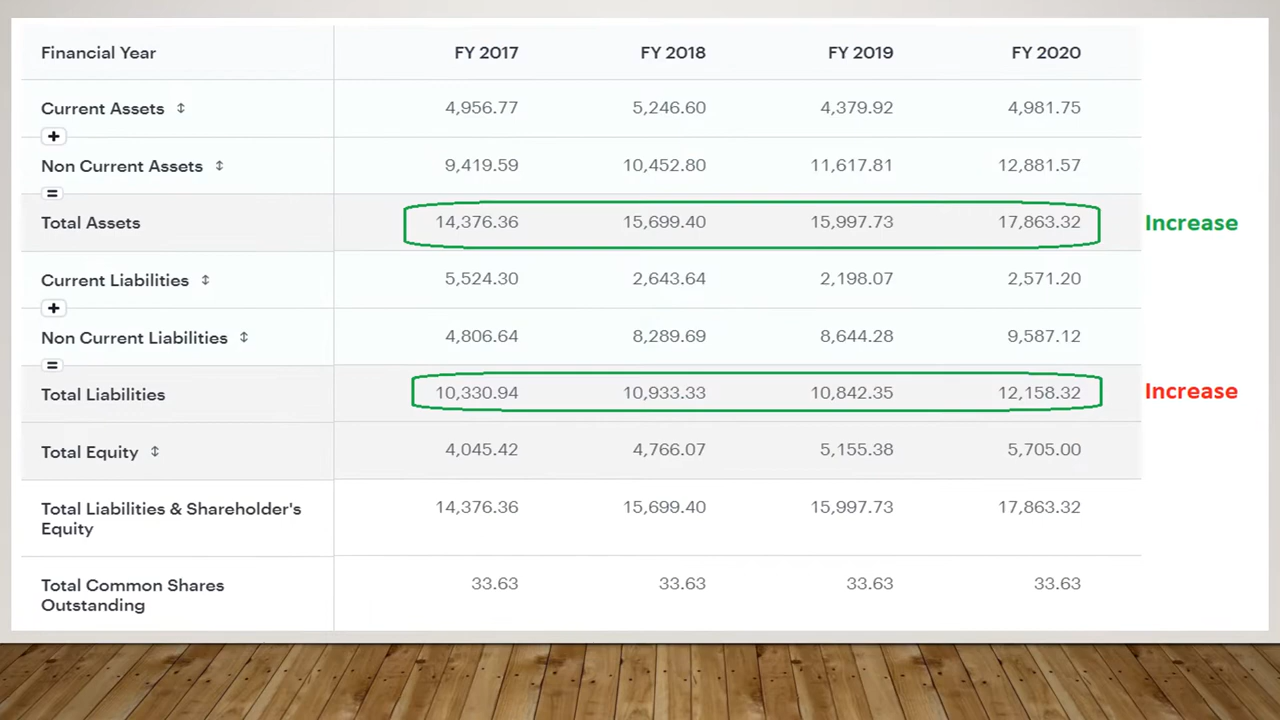 Financial Year FY 2017 FY 2018 FY 2019 FY 2020
Current Assets 4,956.77 5,246.60 4,379.92 4,981.75
+
Non Current Assets 9,419.59 10,452.80 11,617.81 12,881.57
=
Total Assets 14,376.36 15,699.40 15,997.73 17,863.32 Increase
Current Liabilities 5,524.30 2,643.64 2,198.07 2,571.20
+
Non Current Liabilities 4,806.64 8,289.69 8,644.28 9,587.12
=
Total Liabilities 10,330.94 10,933.33 10,842.35 12,158.32 Increase
Total Equity 4,045.42 4,766.07 5,155.38 5,705.00
Total Liabilities & Shareholder's 14,376.36 15,699.40 15,997.73 17,863.32
Equity
Total Common Shares 33.63 33.63 33.63 33.63
Outstanding